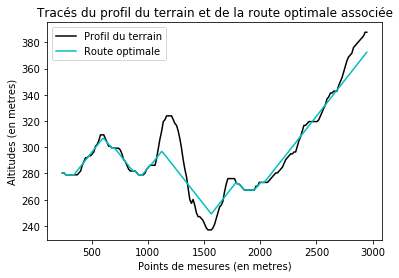 Tracés du profil du terrain et de la route optimale associée
Profil du terrain
Route optimale
Altitudes (en metres)
380
360
340
320
300
280
260
240
500
1000
1500
2000
2500
3000
Points de mesures (en metres)